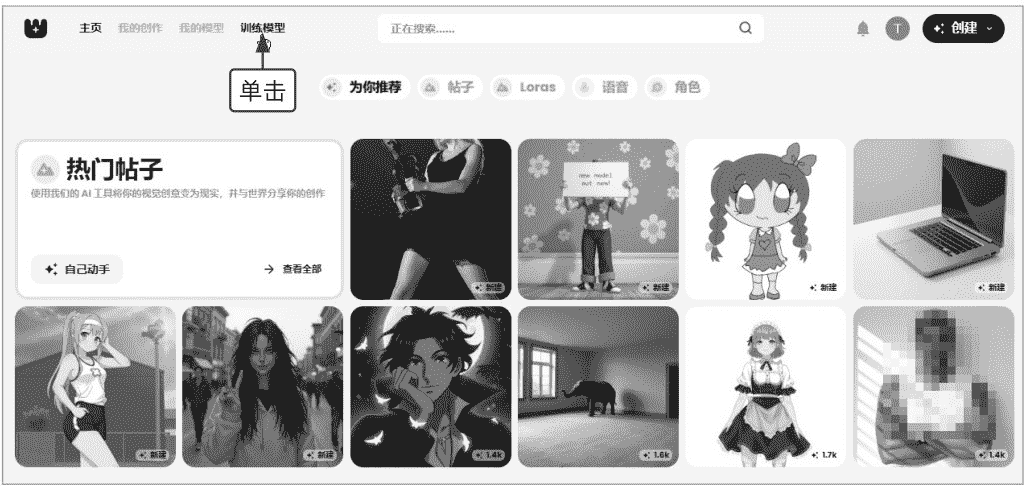 主页 我的创作 我的模型 训练模型 正在搜索...... T 创建
单击
为你推荐 帖子 Loras 语音 角色
热门帖子
使用我们的 AI 工具将你的视觉创意变为现实，并与世界分享你的创作
自己动手 查看全部
new model
out now!
新建 新建 新建 新建
新建 新建 1.4k 1.6k 1.7k 1.4k